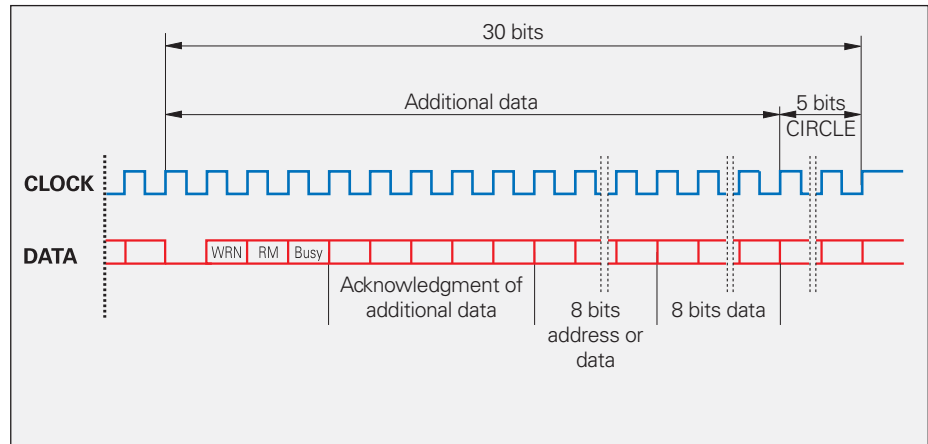 30 bits
Additional data
5 bits
CIRCLE
CLOCK
DATA
WRN
RM
Busy
Acknowledgment of
additional data
8 bits
address or
data
8 bits data